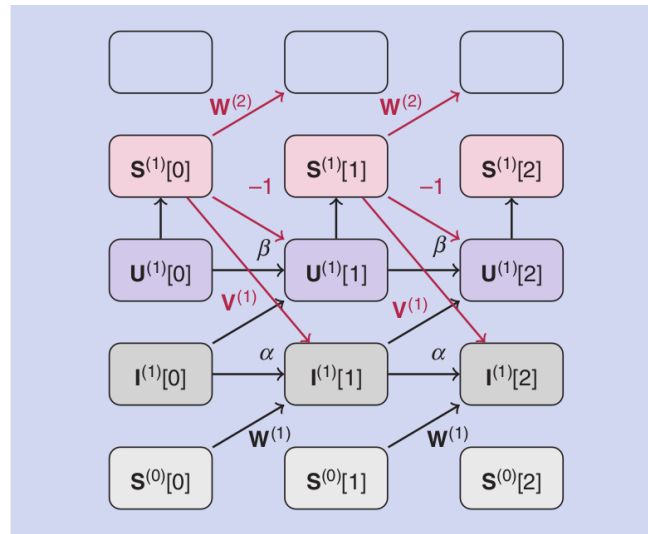 W⁽²⁾ W⁽²⁾
S⁽¹⁾[0] S⁽¹⁾[1] S⁽¹⁾[2]
−1 −1
β β
U⁽¹⁾[0] U⁽¹⁾[1] U⁽¹⁾[2]
V⁽¹⁾ V⁽¹⁾
α α
I⁽¹⁾[0] I⁽¹⁾[1] I⁽¹⁾[2]
W⁽¹⁾ W⁽¹⁾
S⁽⁰⁾[0] S⁽⁰⁾[1] S⁽⁰⁾[2]